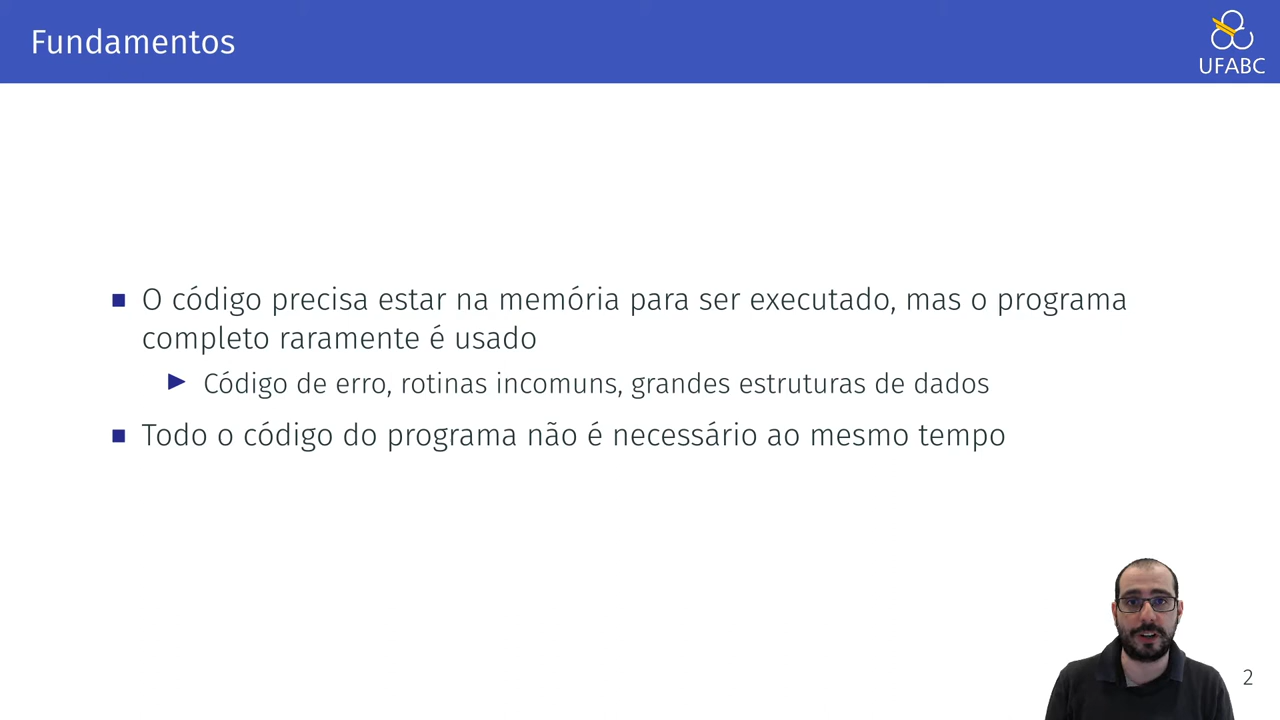 Fundamentos
UFABC
O código precisa estar na memória para ser executado, mas o programa
completo raramente é usado
Código de erro, rotinas incomuns, grandes estruturas de dados
Todo o código do programa não é necessário ao mesmo tempo
2